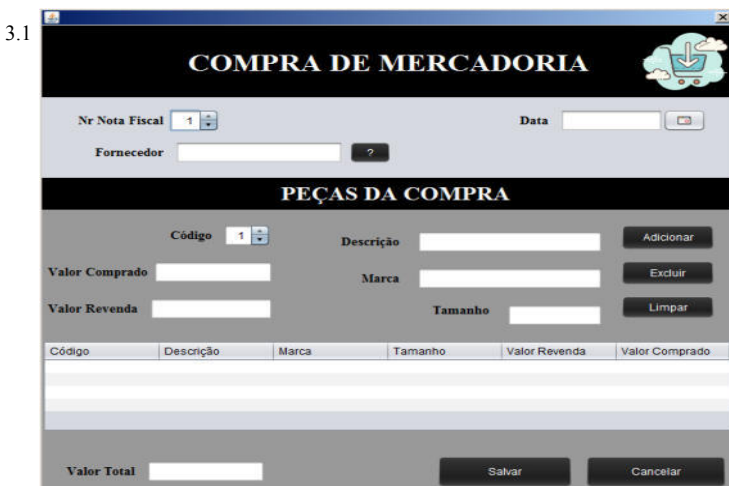 3.1
COMPRA DE MERCADORIA
Nr Nota Fiscal 1 Data
Fornecedor ?
PEÇAS DA COMPRA
Código 1 Descrição Adicionar
Valor Comprado Marca Excluir
Valor Revenda Tamanho Limpar
Código Descrição Marca Tamanho Valor Revenda Valor Comprado
Valor Total Salvar Cancelar